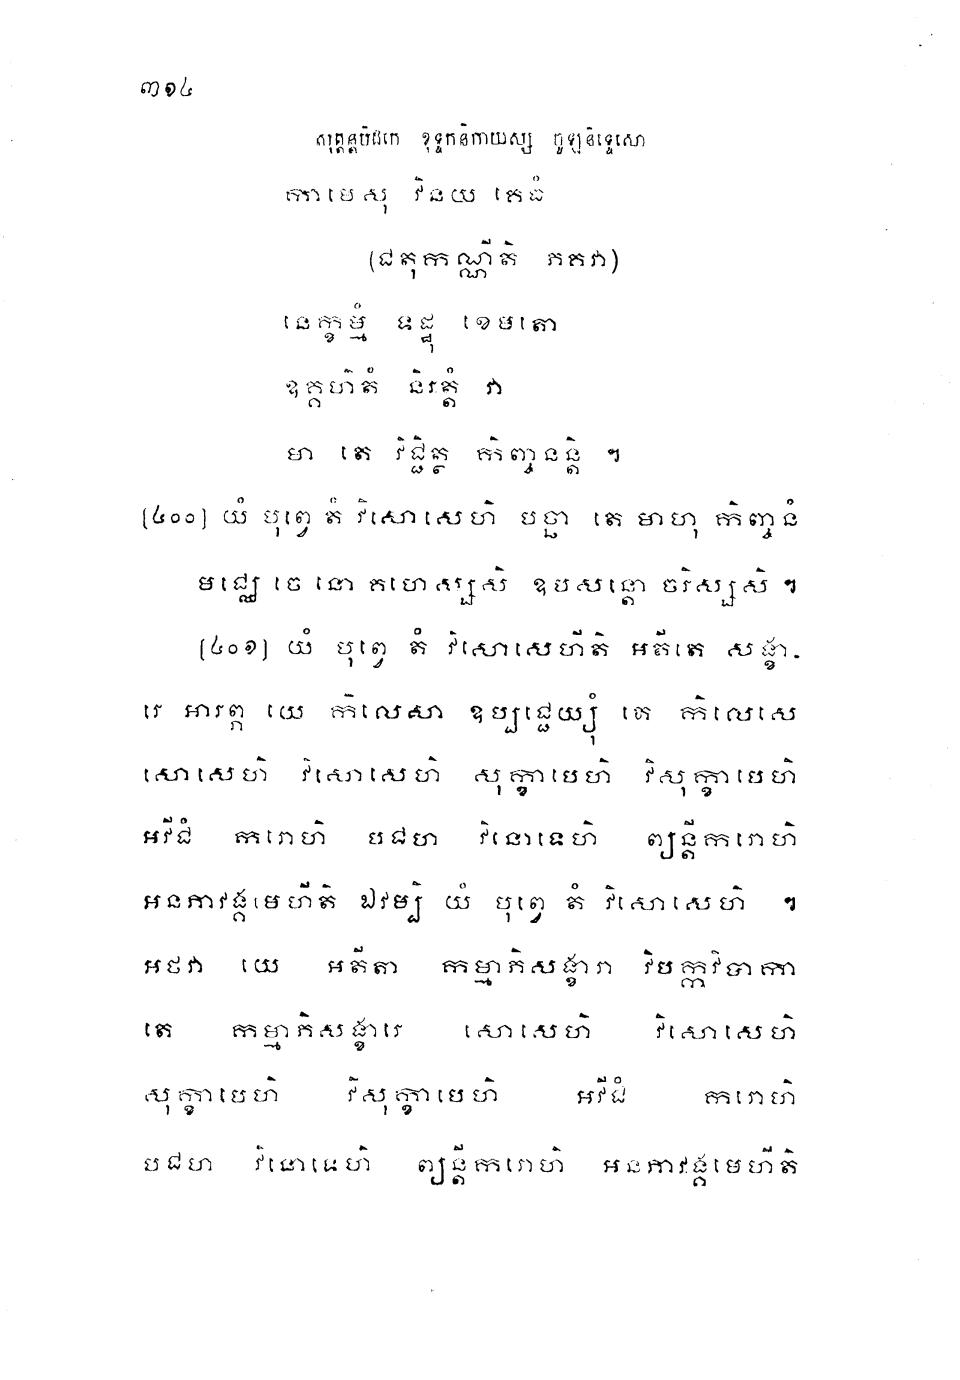 ៣១៤
សុត្តន្តបិដកេ ខុទ្ទកនិកាយស្ស ចូឡនិទ្ទេសោ
កាមេសុ វិនយ គេធំ
(ជតុកណ្ណីតិ ភគវា)
នេក្ខម្មំ ទដ្ឋុ ខេមតោ
ឧគ្គហិតំ និរត្តំ វា
មា តេ វិជ្ជិត្ថ កិញ្ចនន្តិ ។
(៤០០) យំ បុព្វេ តំ វិសោសេហិ បច្ឆា តេ មាហុ កិញ្ចនំ
មជ្ឈេ ចេ នោ គហេស្សសិ ឧបសន្តោ ចរិស្សសិ ។
(៤០១) យំ បុព្វេ តំ វិសោសេហីតិ អតីតេ សង្ខា-
រេ អារព្ភ យេ កិលេសា ឧប្បជ្ជេយ្យុំ តេ កិលេសេ
សោសេហិ វិសោសេហិ សុក្ខាបេហិ វិសុក្ខាបេហិ
អវីជំ ករោហិ បជហ វិនោទេហិ ព្យន្តីករោហិ
អនភាវង្គមេហីតិ ឯវម្បិ យំ បុព្វេ តំ វិសោសេហិ ។
អថវា យេ អតីតា កម្មាភិសង្ខារា វិបក្កវិបាកា
តេ កម្មាភិសង្ខារេ សោសេហិ វិសោសេហិ
សុក្ខាបេហិ វិសុក្ខាបេហិ អវីជំ ករោហិ
បជហ វិនោទេហិ ព្យន្តីករោហិ អនភាវង្គមេហីតិ